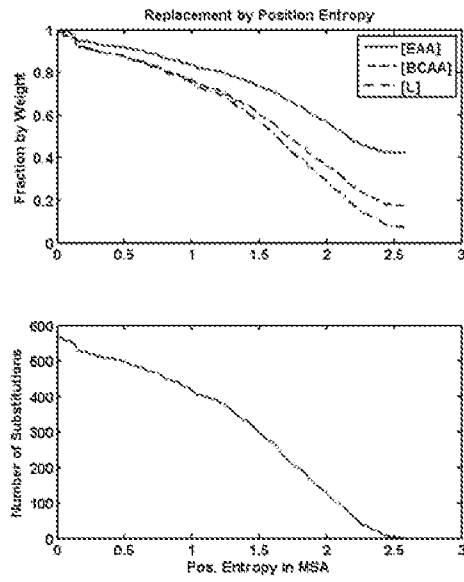 Replacement by Position Entropy
Fraction by Weight
1
0.8
0.6
0.4
0.2
0
[EAA]
[BCAA]
[L]
0 0.5 1 1.5 2 2.5 3
Number of Substitutions
600
500
400
300
200
100
0
0 0.5 1 1.5 2 2.5 3
Pos. Entropy in MSA